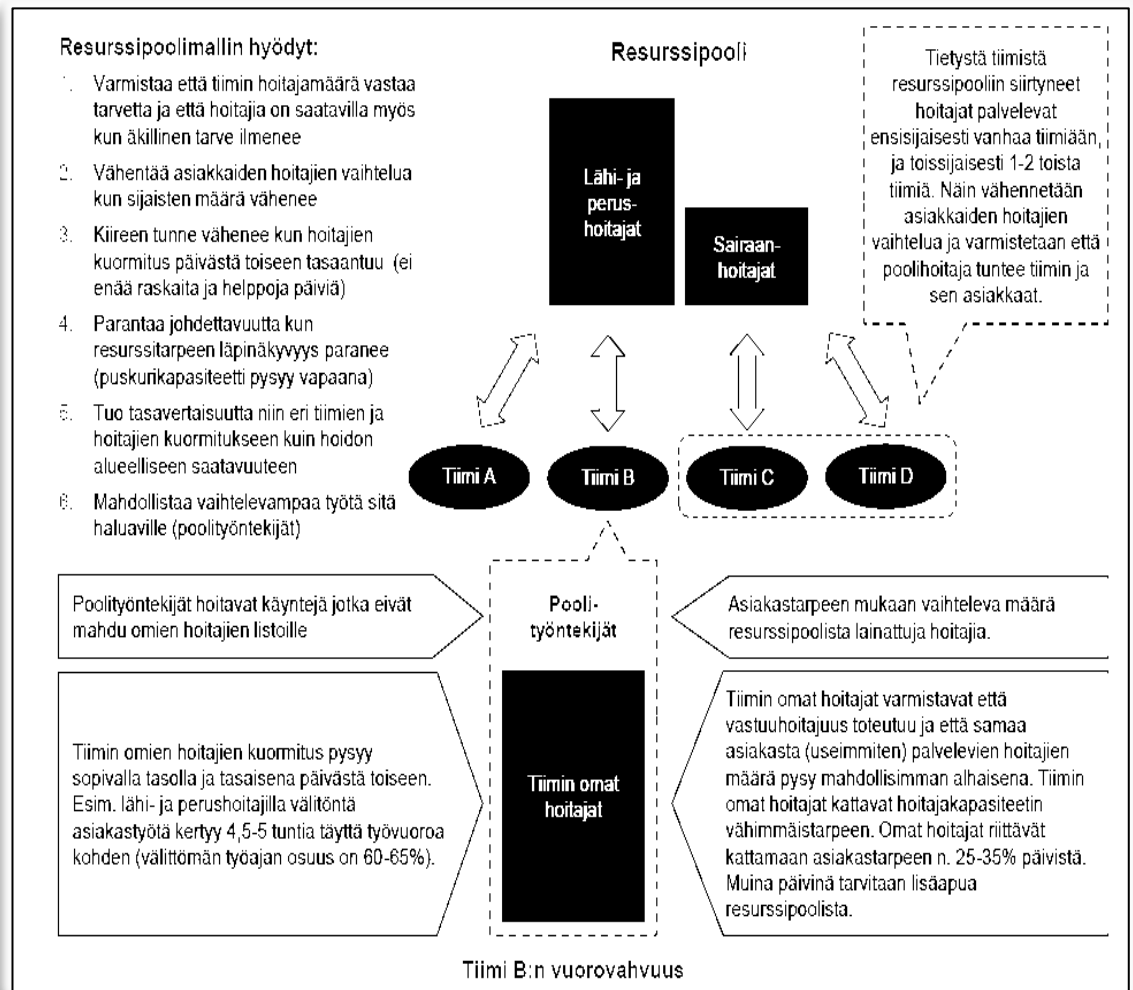 Resurssipoolimallin hyödyt:
1. Varmistaa että tiimin hoitajamäärä vastaa
tarvetta ja että hoitajia on saatavilla myös
kun äkillinen tarve ilmenee
2. Vähentää asiakkaiden hoitajien vaihtelua
kun sijaisten määrä vähenee
3. Kiireen tunne vähenee kun hoitajien
kuormitus päivästä toiseen tasaantuu (ei
enää raskaita ja helppoja päiviä)
4. Parantaa johdettavuutta kun
resurssitarpeen läpinäkyvyys paranee
(puskurikapasiteetti pysyy vapaana)
5. Tuo tasavertaisuutta niin eri tiimien ja
hoitajien kuormitukseen kuin hoidon
alueelliseen saatavuuteen
6. Mahdollistaa vaihtelevampaa työtä sitä
haluaville (poolityöntekijät)
Resurssipooli
Lähi- ja
perus-
hoitajat
Sairaan-
hoitajat
Tietystä tiimistä
resurssipooliin siirtyneet
hoitajat palvelevat
ensisijaisesti vanhaa tiimiään,
ja toissijaisesti 1-2 toista
tiimiä. Näin vähennetään
asiakkaiden hoitajien
vaihtelua ja varmistetaan että
poolihoitaja tuntee tiimin ja
sen asiakkaat.
Tiimi A
Tiimi B
Tiimi C
Tiimi D
Poolityöntekijät hoitavat käyntejä jotka eivät
mahdu omien hoitajien listoille
Pooli-
työntekijät
Asiakastarpeen mukaan vaihteleva määrä
resurssipoolista lainattuja hoitajia.
Tiimin omien hoitajien kuormitus pysyy
sopivalla tasolla ja tasaisena päivästä toiseen.
Esim. lähi- ja perushoitajilla välitöntä
asiakastyötä kertyy 4,5-5 tuntia täyttä työvuoroa
kohden (välittömän työajan osuus on 60-65%).
Tiimin omat
hoitajat
Tiimin omat hoitajat varmistavat että
vastuuhoitajuus toteutuu ja että samaa
asiakasta (useimmiten) palvelevien hoitajien
määrä pysy mahdollisimman alhaisena. Tiimin
omat hoitajat kattavat hoitajakapasiteetin
vähimmäistarpeen. Omat hoitajat riittävät
kattamaan asiakastarpeen n. 25-35% päivistä.
Muina päivinä tarvitaan lisäapua
resurssipoolista.
Tiimi B:n vuorovahvuus